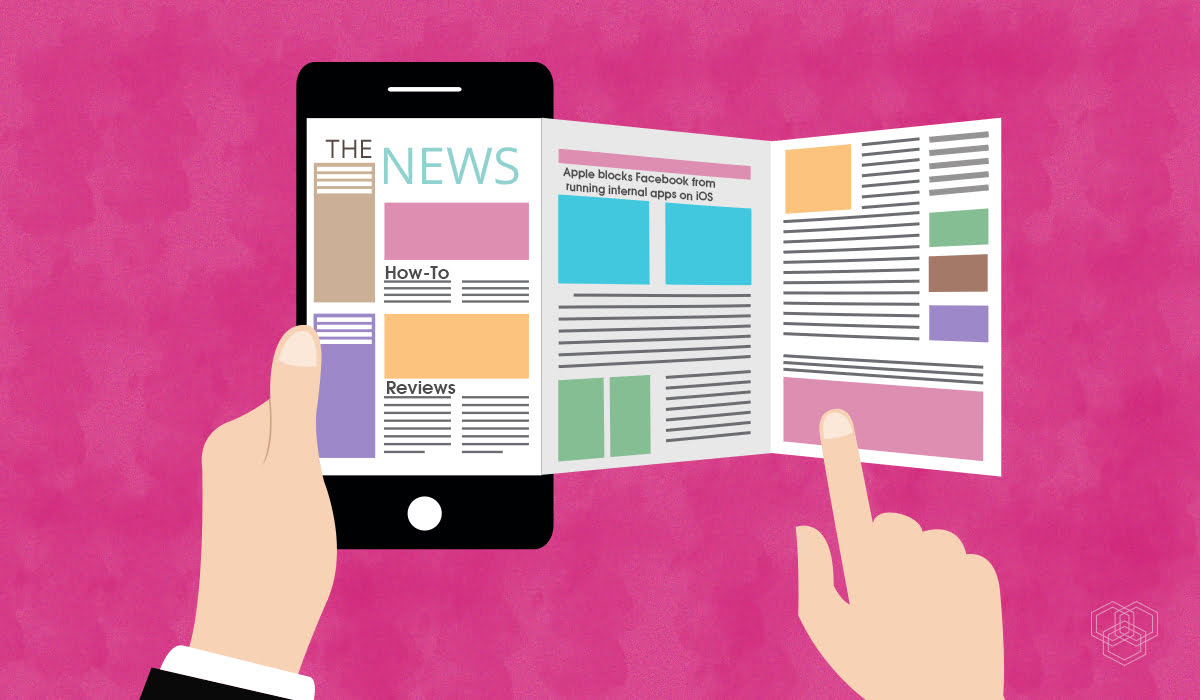 THE NEWS
How-To
Reviews
Apple blocks Facebook from
running internal apps on iOS